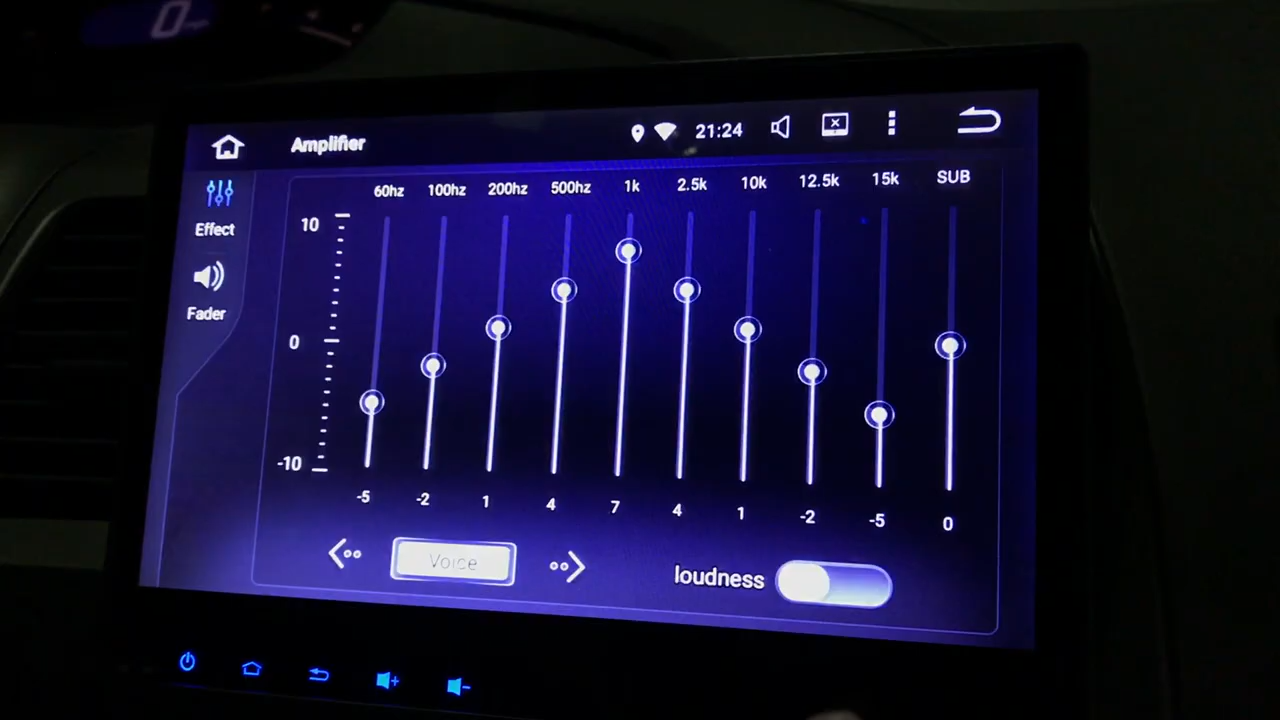 0
Amplifier
21:24
Effect
Fader
60hz 100hz 200hz 500hz 1k 2.5k 10k 12.5k 15k SUB
10
0
-10
-5 -2 1 4 7 4 1 -2 -5 0
Voice
loudness